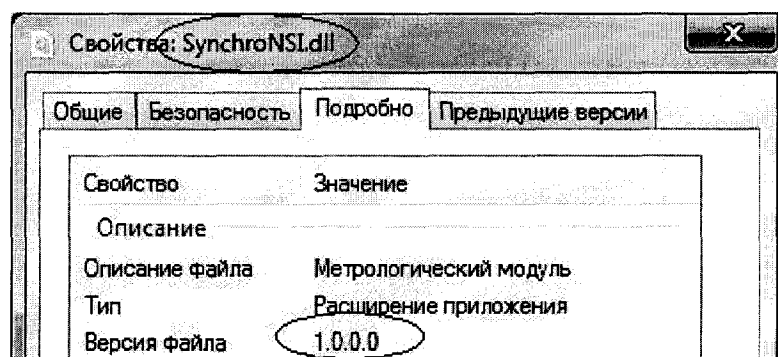 Свойства: SynchroNSI.dll
Общие Безопасность Подробно Предыдущие версии
Свойство Значение
Описание
Описание файла Метрологический модуль
Тип Расширение приложения
Версия файла 1.0.0.0